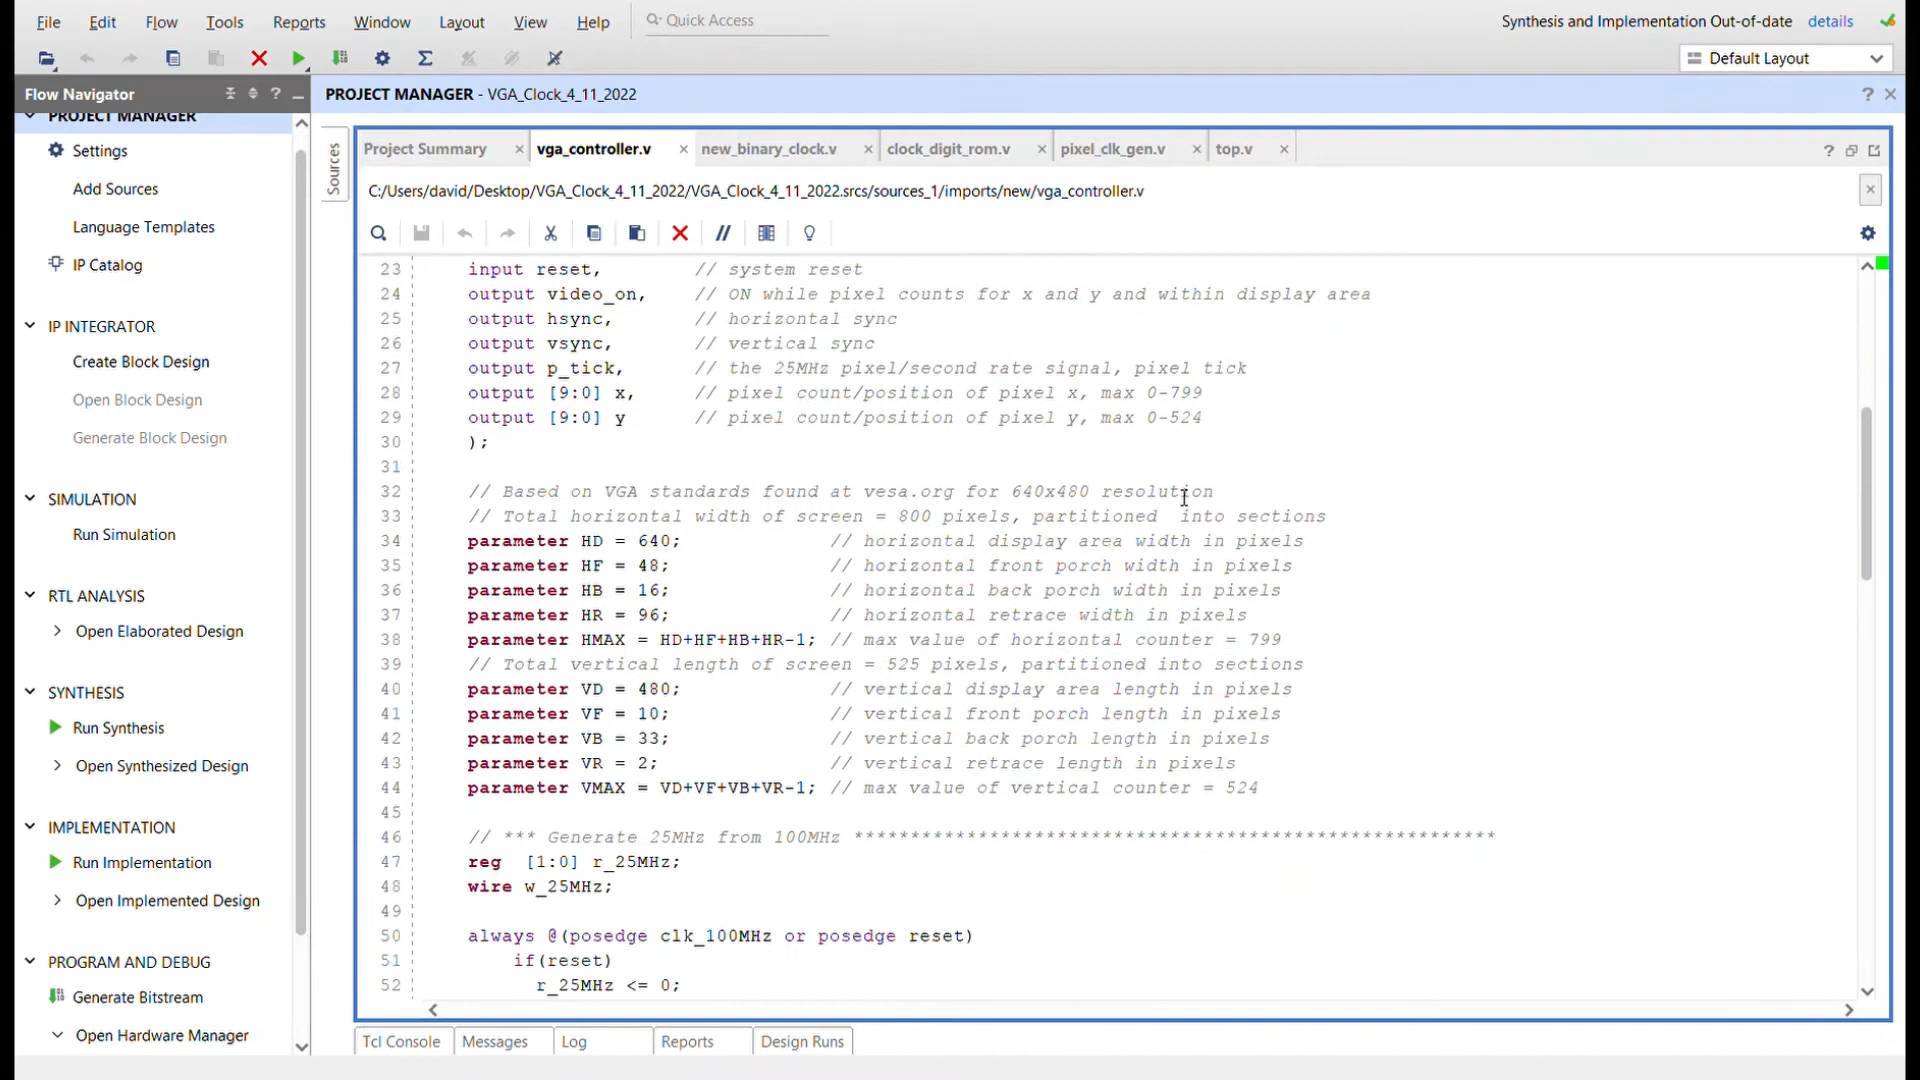 File Edit Flow Tools Reports Window Layout View Help Quick Access
Synthesis and Implementation Out-of-date details
Default Layout
Flow Navigator
PROJECT MANAGER - VGA_Clock_4_11_2022
PROJECT MANAGER
Settings
Add Sources
Language Templates
IP Catalog
IP INTEGRATOR
Create Block Design
Open Block Design
Generate Block Design
SIMULATION
Run Simulation
RTL ANALYSIS
Open Elaborated Design
SYNTHESIS
Run Synthesis
Open Synthesized Design
IMPLEMENTATION
Run Implementation
Open Implemented Design
PROGRAM AND DEBUG
Generate Bitstream
Open Hardware Manager
Sources
Project Summary vga_controller.v new_binary_clock.v clock_digit_rom.v pixel_clk_gen.v top.v
C:/Users/david/Desktop/VGA_Clock_4_11_2022/VGA_Clock_4_11_2022.srcs/sources_1/imports/new/vga_controller.v
23 input reset, // system reset
24 output video_on, // ON while pixel counts for x and y and within display area
25 output hsync, // horizontal sync
26 output vsync, // vertical sync
27 output p_tick, // the 25MHz pixel/second rate signal, pixel tick
28 output [9:0] x, // pixel count/position of pixel x, max 0-799
29 output [9:0] y // pixel count/position of pixel y, max 0-524
30 );
31
32 // Based on VGA standards found at vesa.org for 640x480 resolution
33 // Total horizontal width of screen = 800 pixels, partitioned  into sections
34 parameter HD = 640; // horizontal display area width in pixels
35 parameter HF = 48; // horizontal front porch width in pixels
36 parameter HB = 16; // horizontal back porch width in pixels
37 parameter HR = 96; // horizontal retrace width in pixels
38 parameter HMAX = HD+HF+HB+HR-1; // max value of horizontal counter = 799
39 // Total vertical length of screen = 525 pixels, partitioned into sections
40 parameter VD = 480; // vertical display area length in pixels
41 parameter VF = 10; // vertical front porch length in pixels
42 parameter VB = 33; // vertical back porch length in pixels
43 parameter VR = 2; // vertical retrace length in pixels
44 parameter VMAX = VD+VF+VB+VR-1; // max value of vertical counter = 524
45
46 // *** Generate 25MHz from 100MHz *********************************************************
47 reg [1:0] r_25MHz;
48 wire w_25MHz;
49
50 always @(posedge clk_100MHz or posedge reset)
51 if(reset)
52 r_25MHz <= 0;
Tcl Console Messages Log Reports Design Runs